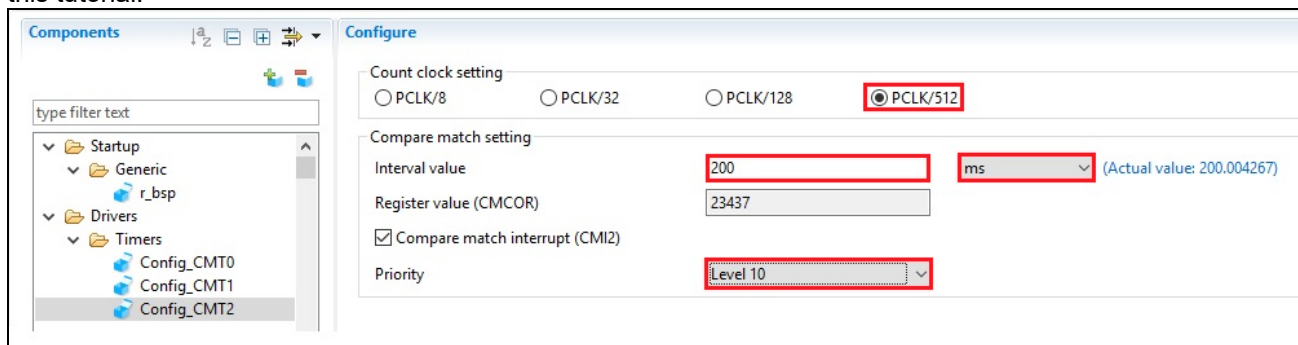 this tutorial.
Components
Configure
type filter text
Startup
Generic
r_bsp
Drivers
Timers
Config_CMT0
Config_CMT1
Config_CMT2
Count clock setting
PCLK/8 PCLK/32 PCLK/128 PCLK/512
Compare match setting
Interval value 200 ms (Actual value: 200.004267)
Register value (CMCOR) 23437
Compare match interrupt (CMI2)
Priority Level 10